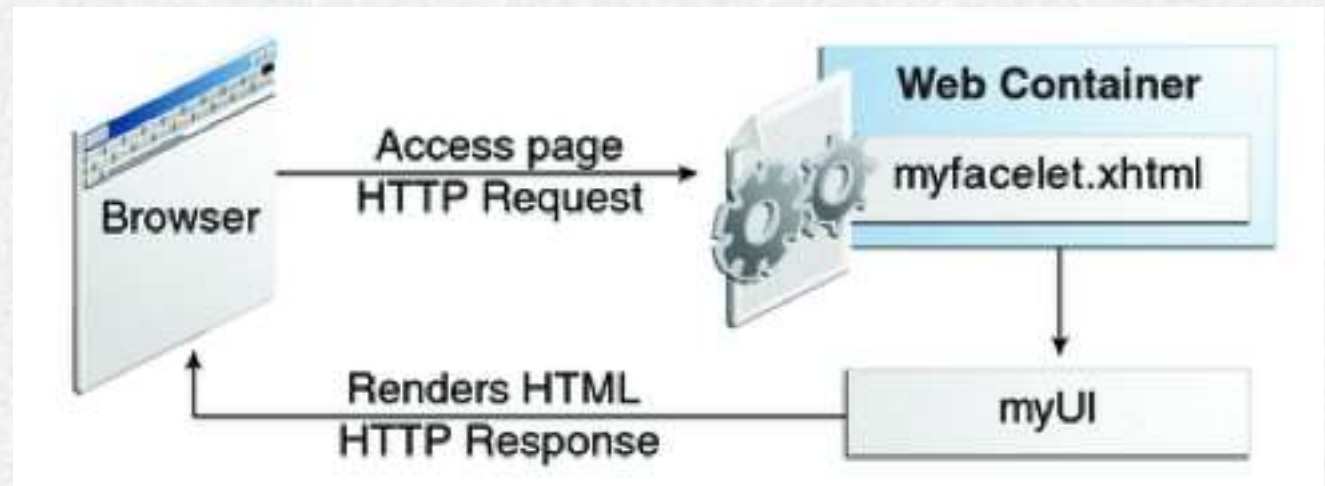 Browser
Access page
HTTP Request
Web Container
myfacelet.xhtml
myUI
Renders HTML
HTTP Response